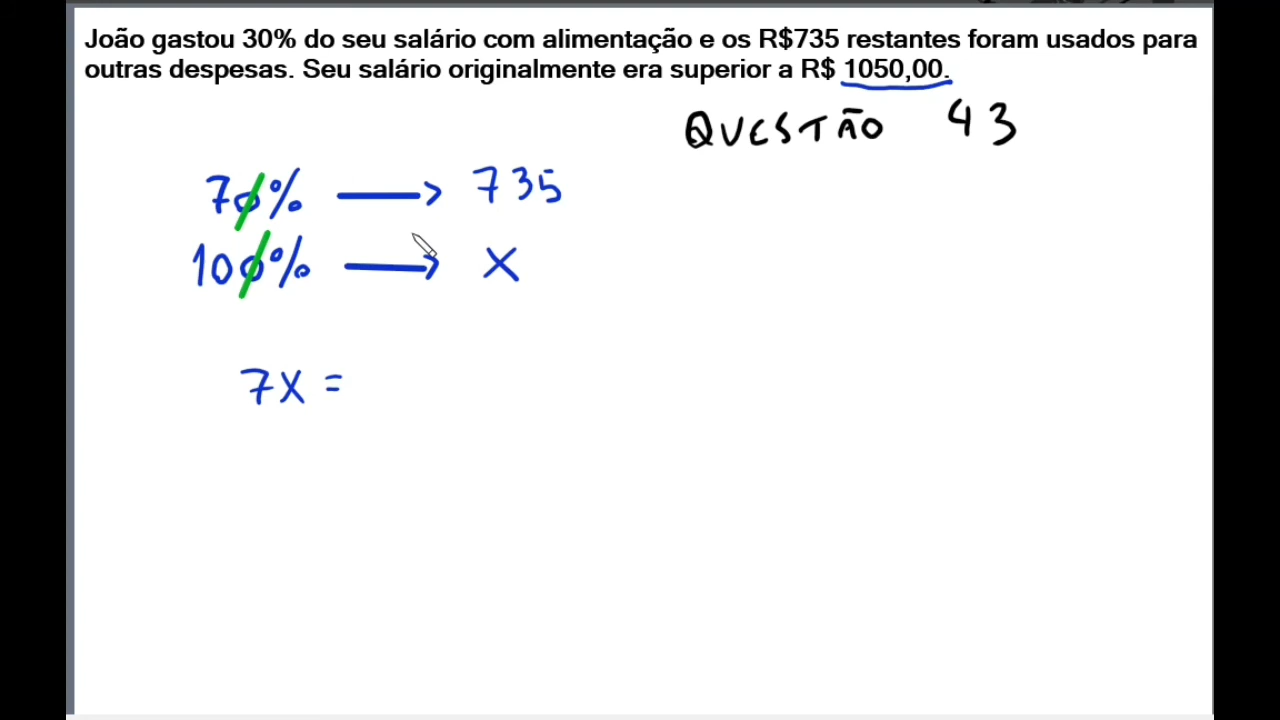 João gastou 30% do seu salário com alimentação e os R$735 restantes foram usados para
outras despesas. Seu salário originalmente era superior a R$ 1050,00.
QUESTÃO 43
70% → 735
100% → X
7X =